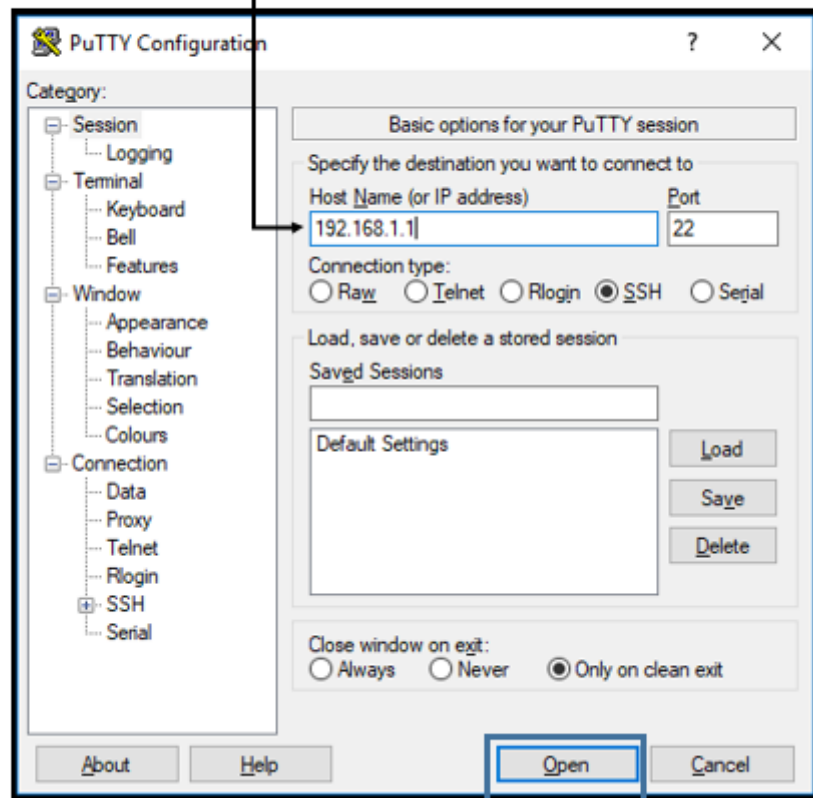 PuTTY Configuration ? ×
Category:
Session
Logging
Terminal
Keyboard
Bell
Features
Window
Appearance
Behaviour
Translation
Selection
Colours
Connection
Data
Proxy
Telnet
Rlogin
SSH
Serial
Basic options for your PuTTY session
Specify the destination you want to connect to
Host Name (or IP address) Port
192.168.1.1 22
Connection type:
Raw Telnet Rlogin SSH Serial
Load, save or delete a stored session
Saved Sessions
Default Settings
Load
Save
Delete
Close window on exit:
Always Never Only on clean exit
About Help Open Cancel